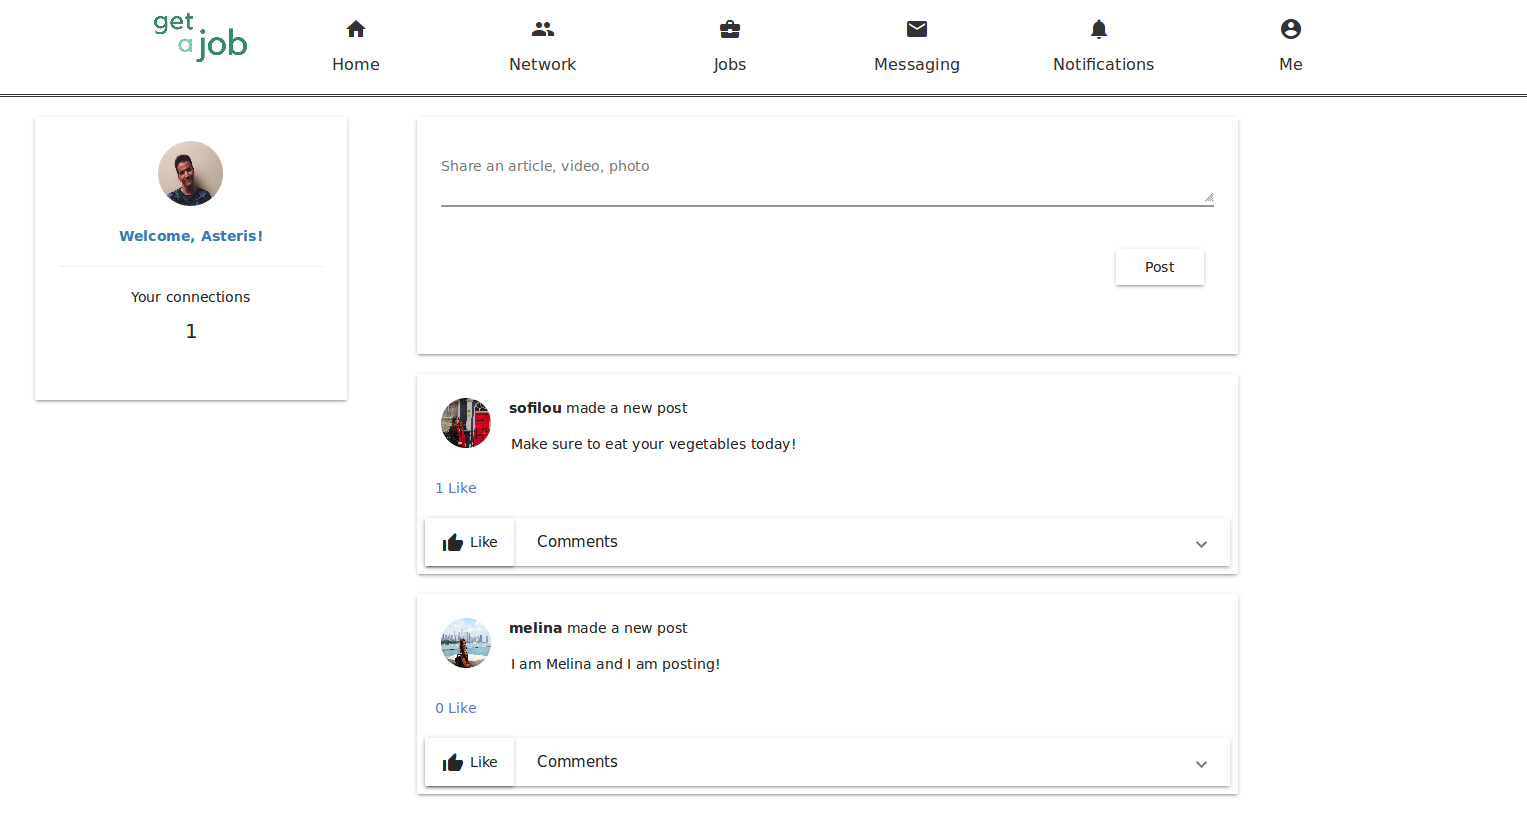 get
a job
Home
Network
Jobs
Messaging
Notifications
Me
Welcome, Asteris!
Your connections
1
Share an article, video, photo
Post
sofilou made a new post
Make sure to eat your vegetables today!
1 Like
Like
Comments
melina made a new post
I am Melina and I am posting!
0 Like
Like
Comments